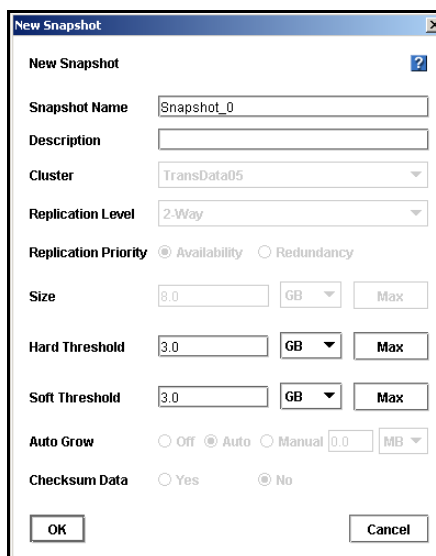 New Snapshot
New Snapshot ?
Snapshot Name Snapshot_0
Description
Cluster TransData05
Replication Level 2-Way
Replication Priority Availability Redundancy
Size 8.0 GB Max
Hard Threshold 3.0 GB Max
Soft Threshold 3.0 GB Max
Auto Grow Off Auto Manual 0.0 MB
Checksum Data Yes No
OK Cancel